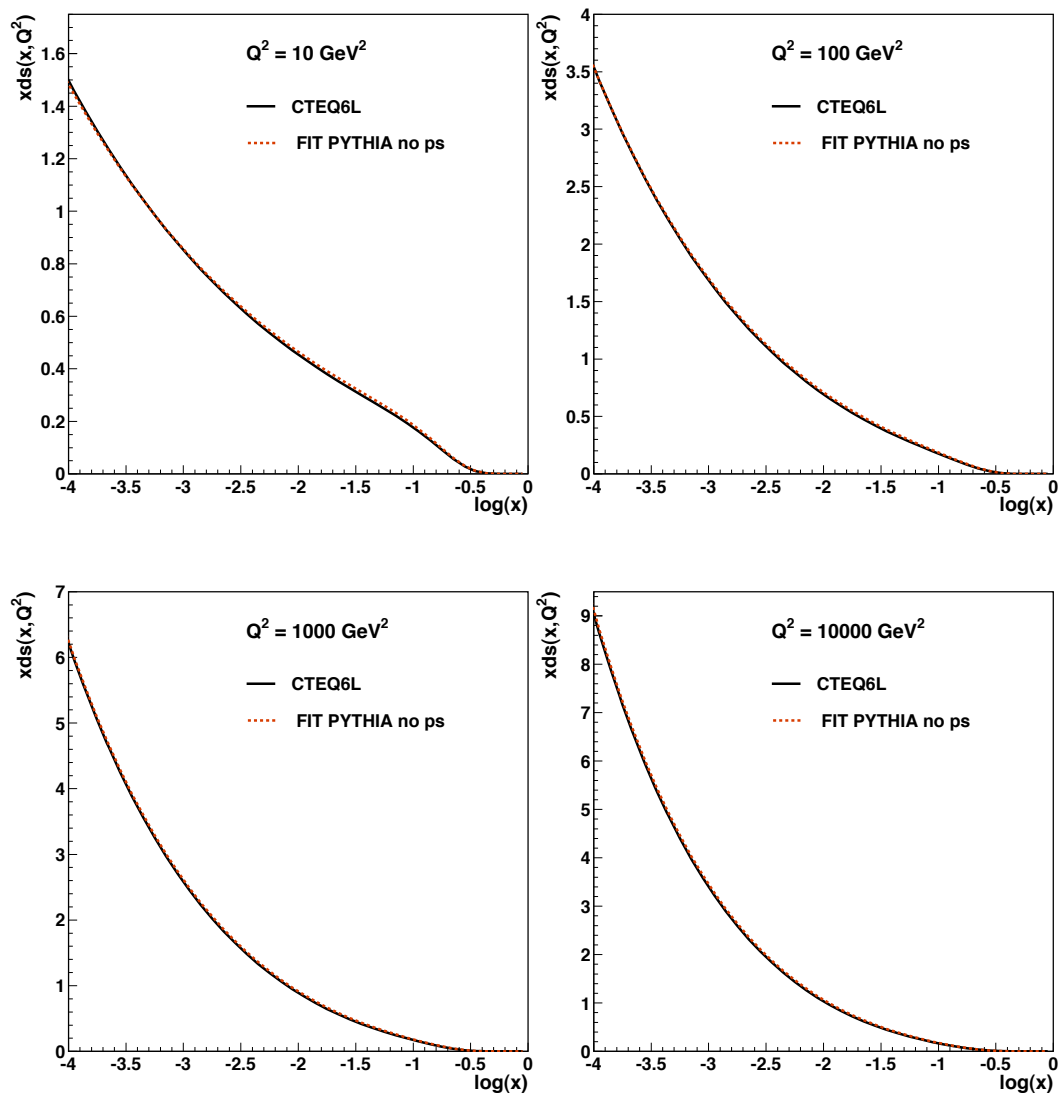 xds(x,Q²)
Q² = 10 GeV²
CTEQ6L
FIT PYTHIA no ps
1.6
1.4
1.2
1
0.8
0.6
0.4
0.2
0
-4 -3.5 -3 -2.5 -2 -1.5 -1 -0.5 0
log(x)
xds(x,Q²)
Q² = 100 GeV²
CTEQ6L
FIT PYTHIA no ps
4
3.5
3
2.5
2
1.5
1
0.5
0
-4 -3.5 -3 -2.5 -2 -1.5 -1 -0.5 0
log(x)
xds(x,Q²)
Q² = 1000 GeV²
CTEQ6L
FIT PYTHIA no ps
7
6
5
4
3
2
1
0
-4 -3.5 -3 -2.5 -2 -1.5 -1 -0.5 0
log(x)
xds(x,Q²)
Q² = 10000 GeV²
CTEQ6L
FIT PYTHIA no ps
9
8
7
6
5
4
3
2
1
0
-4 -3.5 -3 -2.5 -2 -1.5 -1 -0.5 0
log(x)